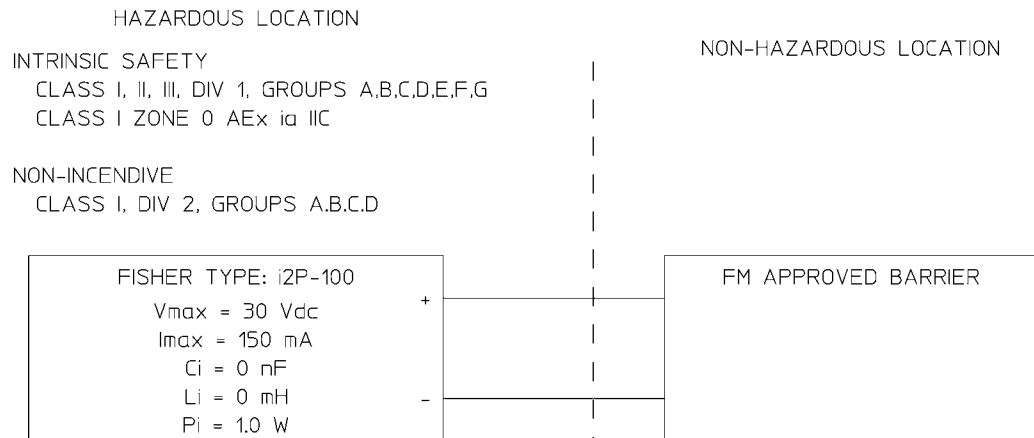 HAZARDOUS LOCATION
NON-HAZARDOUS LOCATION
INTRINSIC SAFETY
CLASS I, II, III, DIV 1, GROUPS A,B,C,D,E,F,G
CLASS I ZONE 0 AEx ia IIC
NON-INCENDIVE
CLASS I, DIV 2, GROUPS A.B.C.D
FISHER TYPE: i2P-100
Vmax = 30 Vdc
Imax = 150 mA
Ci = 0 nF
Li = 0 mH
Pi = 1.0 W
+
-
FM APPROVED BARRIER